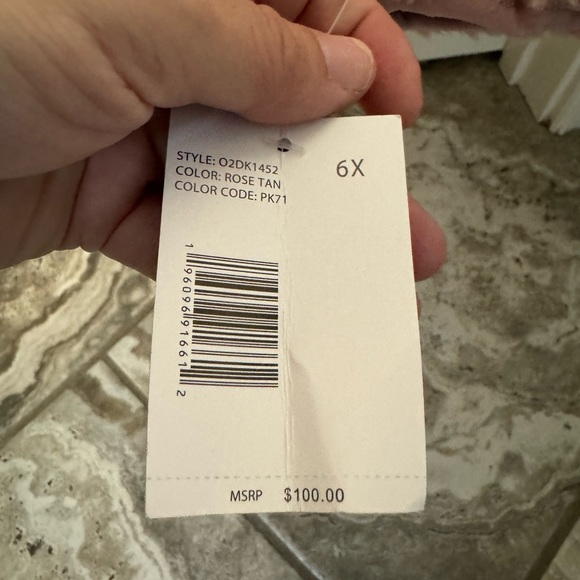 STYLE: O2DK1452
COLOR: ROSE TAN
COLOR CODE: PK71
6X
1 96096 91661 2
MSRP $100.00